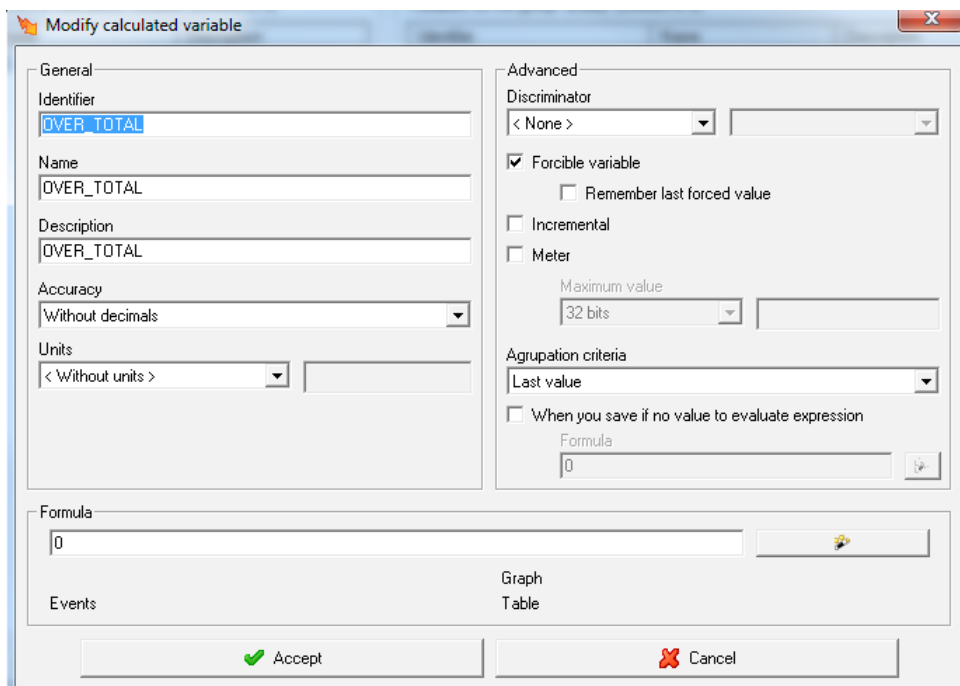 Modify calculated variable
General
Identifier
OVER_TOTAL
Name
OVER_TOTAL
Description
OVER_TOTAL
Accuracy
Without decimals
Units
< Without units >
Advanced
Discriminator
< None >
Forcible variable
Remember last forced value
Incremental
Meter
Maximum value
32 bits
Agrupation criteria
Last value
When you save if no value to evaluate expression
Formula
0
Formula
0
Graph
Events
Table
Accept
Cancel